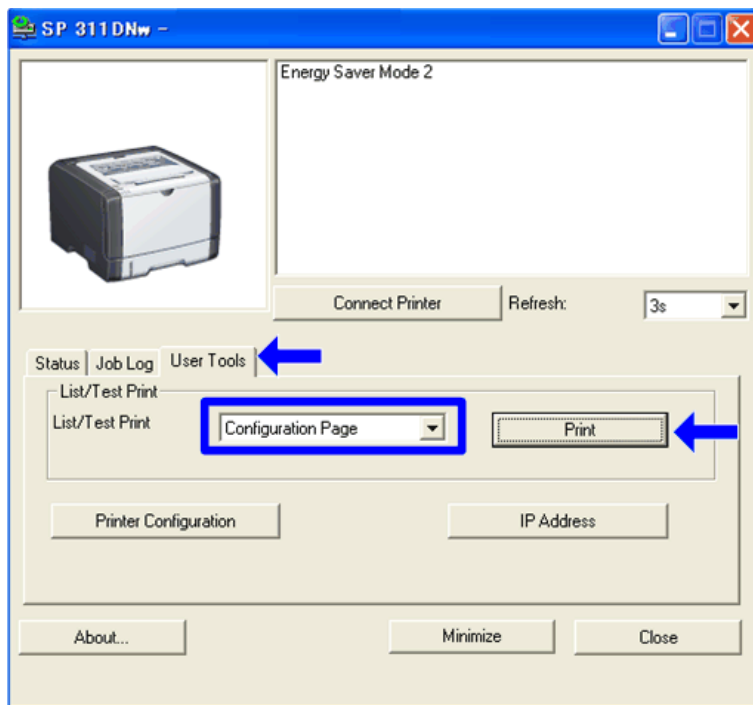 SP 311DNw -
Energy Saver Mode 2
Connect Printer
Refresh:
3s
Status
Job Log
User Tools
List/Test Print
List/Test Print
Configuration Page
Print
Printer Configuration
IP Address
About...
Minimize
Close